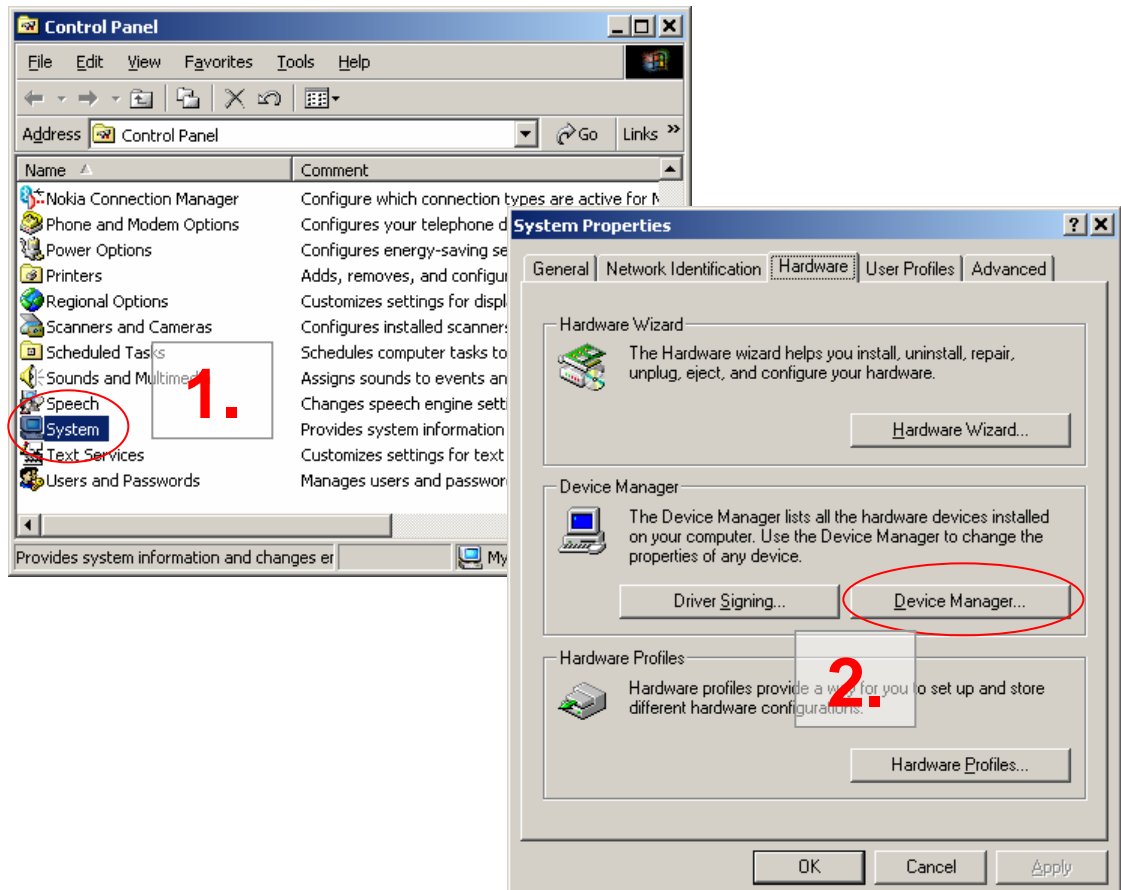 Control Panel
File Edit View Favorites Tools Help
Address Control Panel Go Links »
Name Comment
Nokia Connection Manager Configure which connection types are active for
Phone and Modem Options Configures your telephone d
Power Options Configures energy-saving se
Printers Adds, removes, and configur
Regional Options Customizes settings for displ
Scanners and Cameras Configures installed scanner
Scheduled Tasks Schedules computer tasks to
Sounds and Multimed Assigns sounds to events an
Speech Changes speech engine sett
System Provides system information
Text Services Customizes settings for text
Users and Passwords Manages users and passwor
Provides system information and changes er My
1.
System Properties
General Network Identification Hardware User Profiles Advanced
Hardware Wizard
The Hardware wizard helps you install, uninstall, repair,
unplug, eject, and configure your hardware.
Hardware Wizard...
Device Manager
The Device Manager lists all the hardware devices installed
on your computer. Use the Device Manager to change the
properties of any device.
Driver Signing... Device Manager...
2.
Hardware Profiles
Hardware profiles provide a way for you to set up and store
different hardware configurations.
Hardware Profiles...
OK Cancel Apply